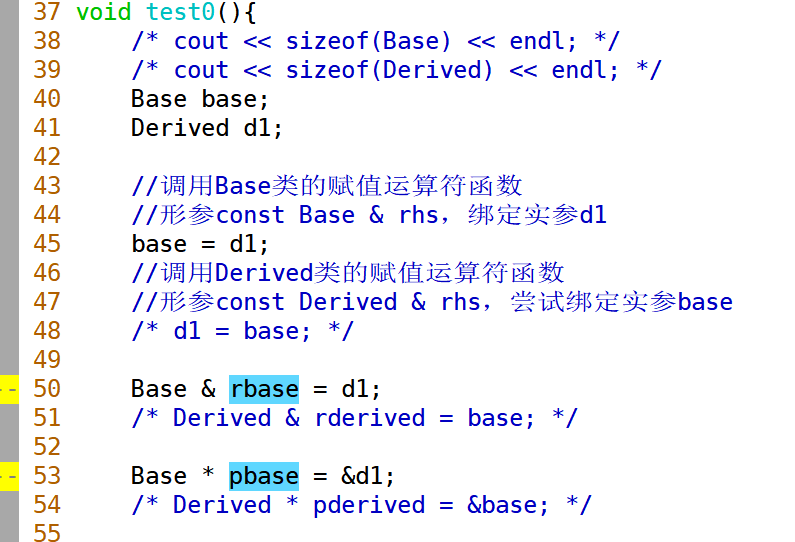 37 void test0(){
38     /* cout << sizeof(Base) << endl; */
39     /* cout << sizeof(Derived) << endl; */
40     Base base;
41     Derived d1;
42
43     //调用Base类的赋值运算符函数
44     //形参const Base & rhs，绑定实参d1
45     base = d1;
46     //调用Derived类的赋值运算符函数
47     //形参const Derived & rhs，尝试绑定实参base
48     /* d1 = base; */
49
-- 50     Base & rbase = d1;
51     /* Derived & rderived = base; */
52
-- 53     Base * pbase = &d1;
54     /* Derived * pderived = &base; */
55